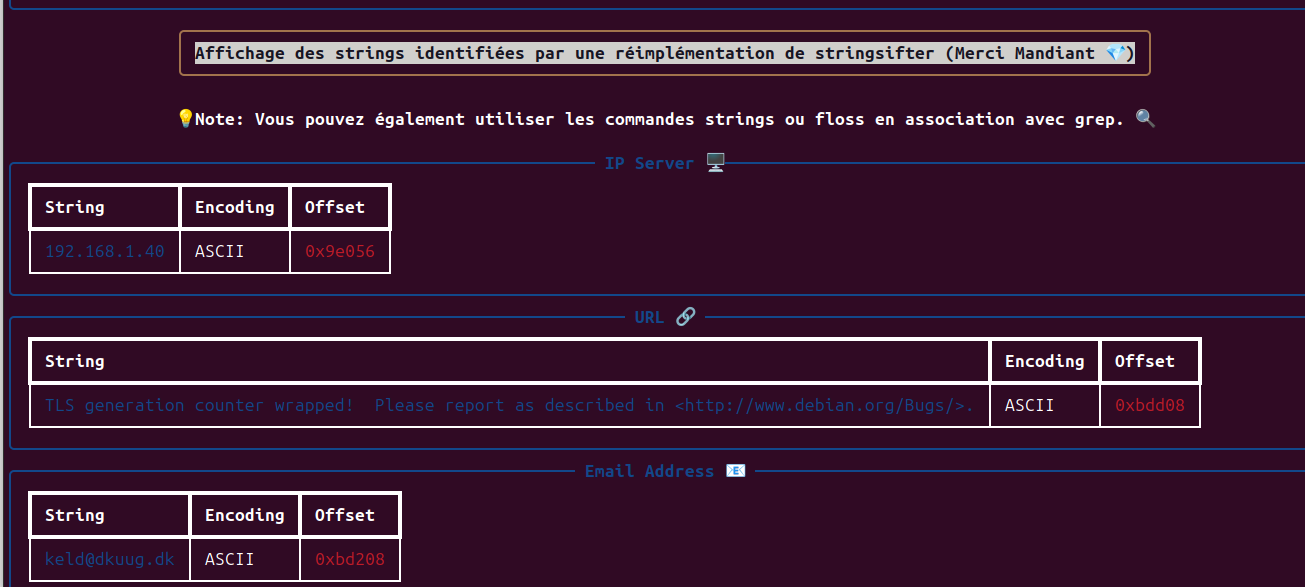 Affichage des strings identifiées par une réimplémentation de stringsifter (Merci Mandiant 💎)
💡Note: Vous pouvez également utiliser les commandes strings ou floss en association avec grep. 🔍
IP Server 🖥️
String Encoding Offset
192.168.1.40 ASCII 0x9e056
URL 🔗
String Encoding Offset
TLS generation counter wrapped!  Please report as described in <http://www.debian.org/Bugs/>. ASCII 0xbdd08
Email Address 📧
String Encoding Offset
keld@dkuug.dk ASCII 0xbd208